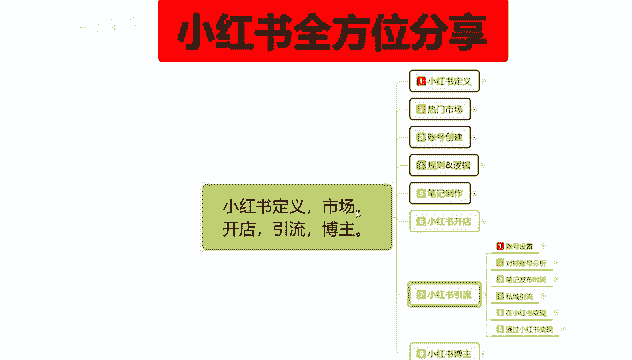 小红书全方位分享
小红书定义
热门市场
账号创建
规则&逻辑
笔记制作
小红书开店
小红书定义，市场。
开店，引流，博主。
小红书引流
账号设置
对标账号分析
笔记发布时间
私域引流
在小红书变现
通过小红书变现
小红书博主